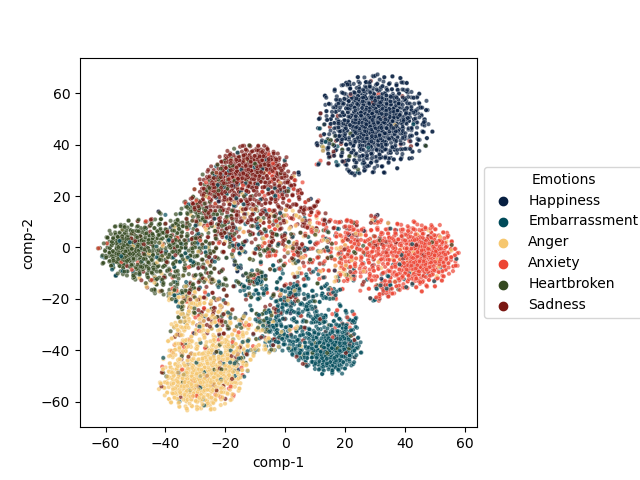 60
40
20
0
−20
−40
−60
comp-2
−60
−40
−20
0
20
40
60
comp-1
Emotions
Happiness
Embarrassment
Anger
Anxiety
Heartbroken
Sadness